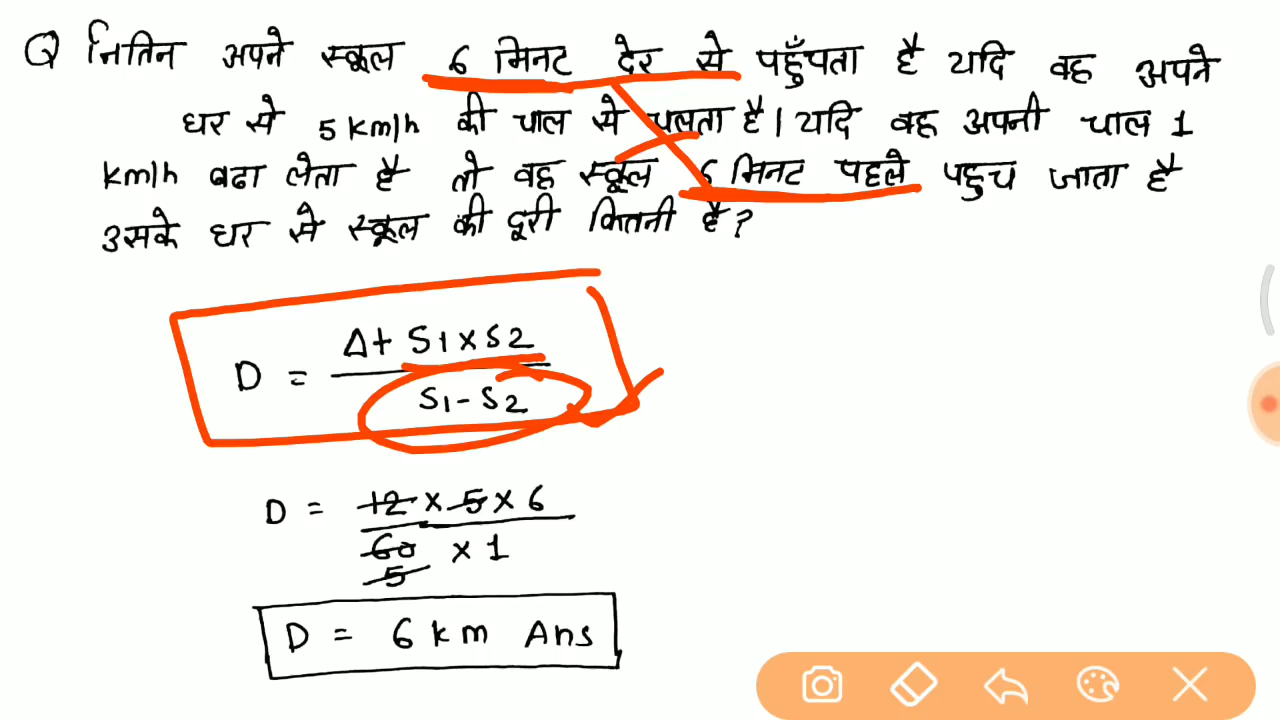 Q नितिन अपने स्कूल 6 मिनट देर से पहुँपता है यदि वह अपने
घर से 5 km/h की चाल से चलता है। यदि वह अपनी चाल 1
km/h बढा लेता है तो वह स्कूल 6 मिनट पहले पहुच जाता है
उसके घर से स्कूल की दूरी कितनी है?
Δt S1 x S2
D =
S1 - S2
D = 12 x 5 x 6
60 x 1
5
D = 6 km Ans